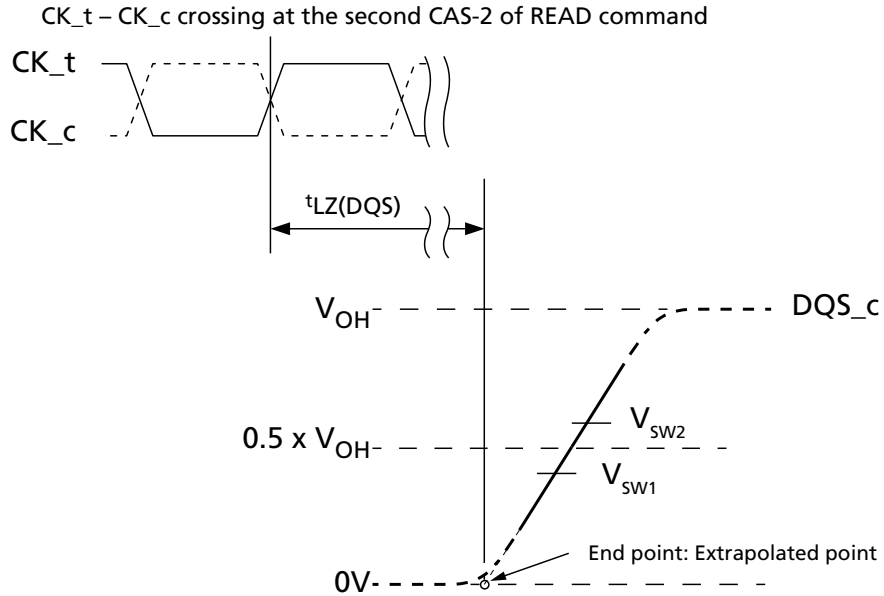 CK_t – CK_c crossing at the second CAS-2 of READ command
CK_t
CK_c
tLZ(DQS)
VOH
DQS_c
VSW2
0.5 x VOH
VSW1
End point: Extrapolated point
0V